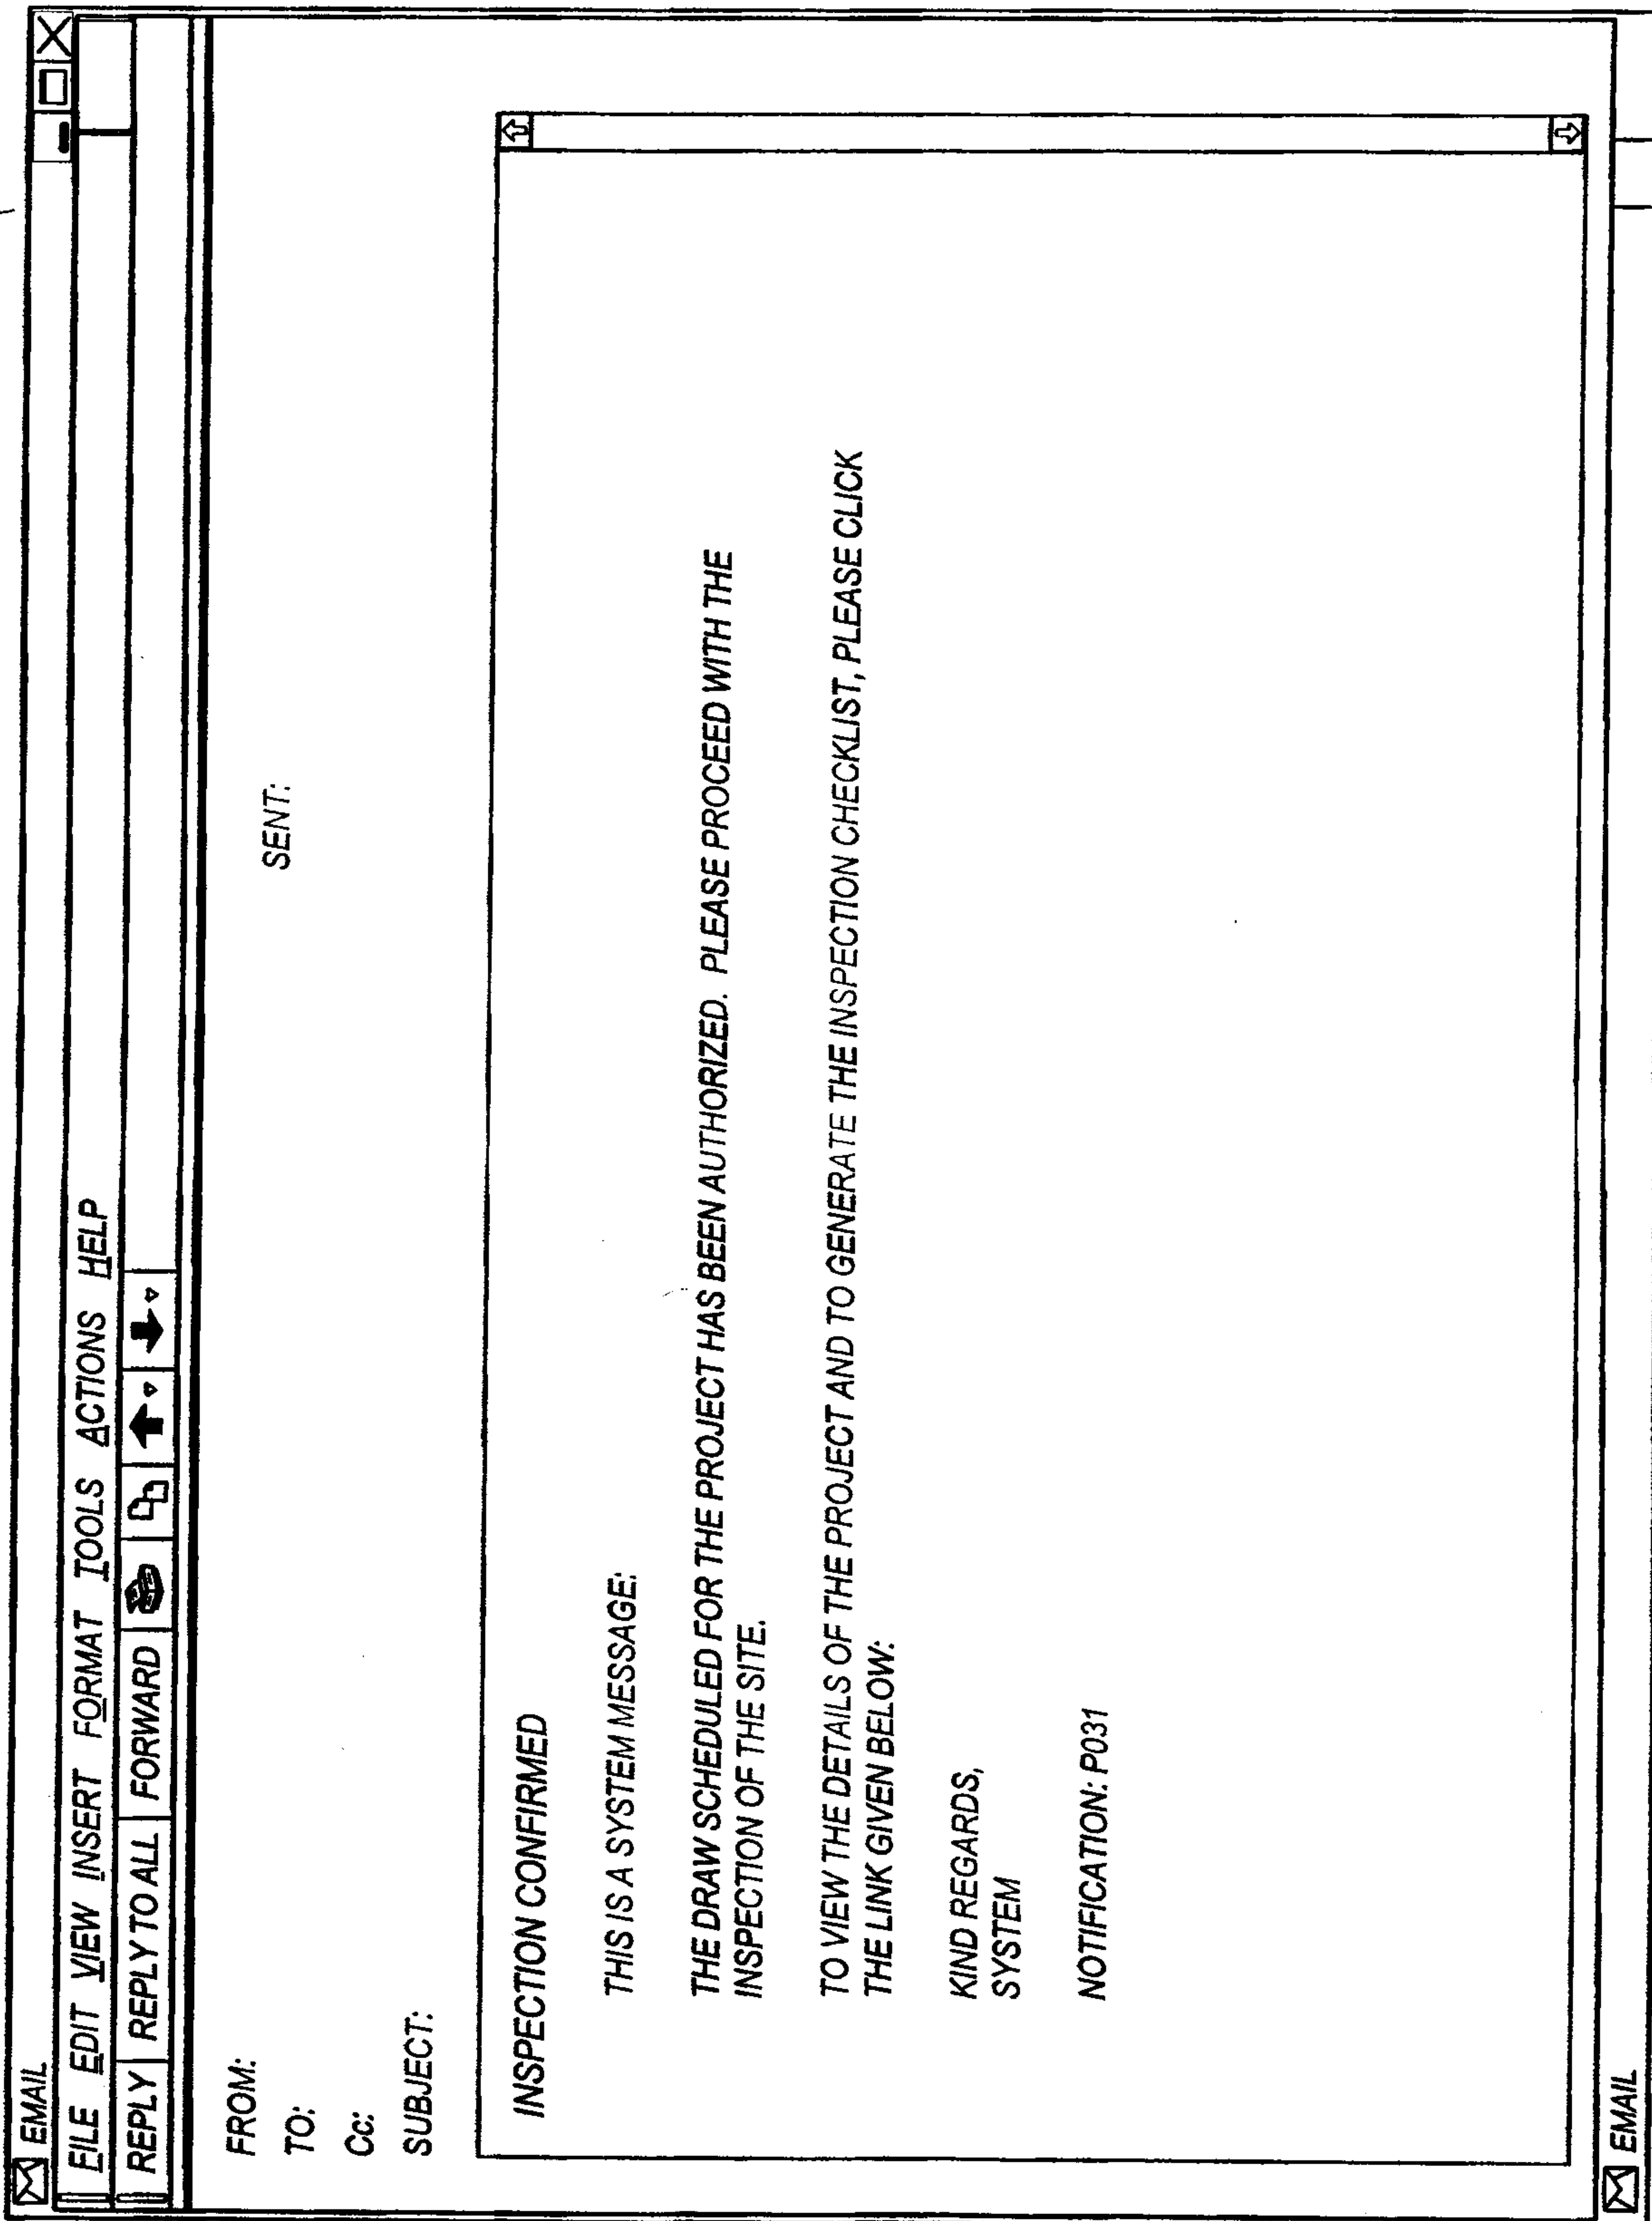 EMAIL
FILE EDIT VIEW INSERT FORMAT TOOLS ACTIONS HELP
REPLY REPLY TO ALL FORWARD
FROM: SENT:
TO:
Cc:
SUBJECT:
INSPECTION CONFIRMED
THIS IS A SYSTEM MESSAGE:
THE DRAW SCHEDULED FOR THE PROJECT HAS BEEN AUTHORIZED. PLEASE PROCEED WITH THE
INSPECTION OF THE SITE.
TO VIEW THE DETAILS OF THE PROJECT AND TO GENERATE THE INSPECTION CHECKLIST, PLEASE CLICK
THE LINK GIVEN BELOW:
KIND REGARDS,
SYSTEM
NOTIFICATION: P031
EMAIL